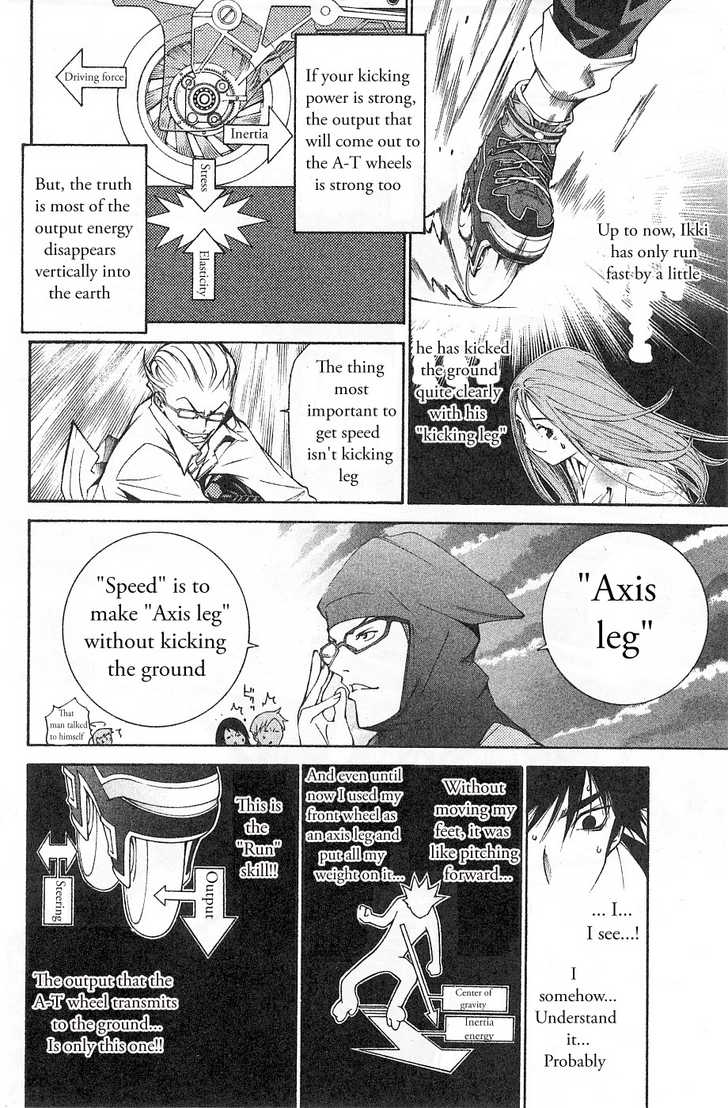 Up to now, Ikki
has only run
fast by a little
he has kicked
the ground
quite clearly
with his
"kicking leg"
If your kicking
power is strong,
the output that
will come out to
the A-T wheels
is strong too
Driving force
Inertia
Stress
Elasticity
But, the truth
is most of the
output energy
disappears
vertically into
the earth
The thing
most
important to
get speed
isn't kicking
leg
"Axis
leg"
"Speed" is to
make "Axis leg"
without kicking
the ground
That
man talked
to himself
... I...
I see...!
I
somehow...
Understand
it...
Probably
Without
moving my
feet, it was
like pitching
forward...
And even until
now I used my
front wheel as
an axis leg and
put all my
weight on it...
Center of
gravity
Inertia
energy
This is
the
"Run"
skill!!
Output
Steering
The output that the
A-T wheel transmits
to the ground...
Is only this one!!